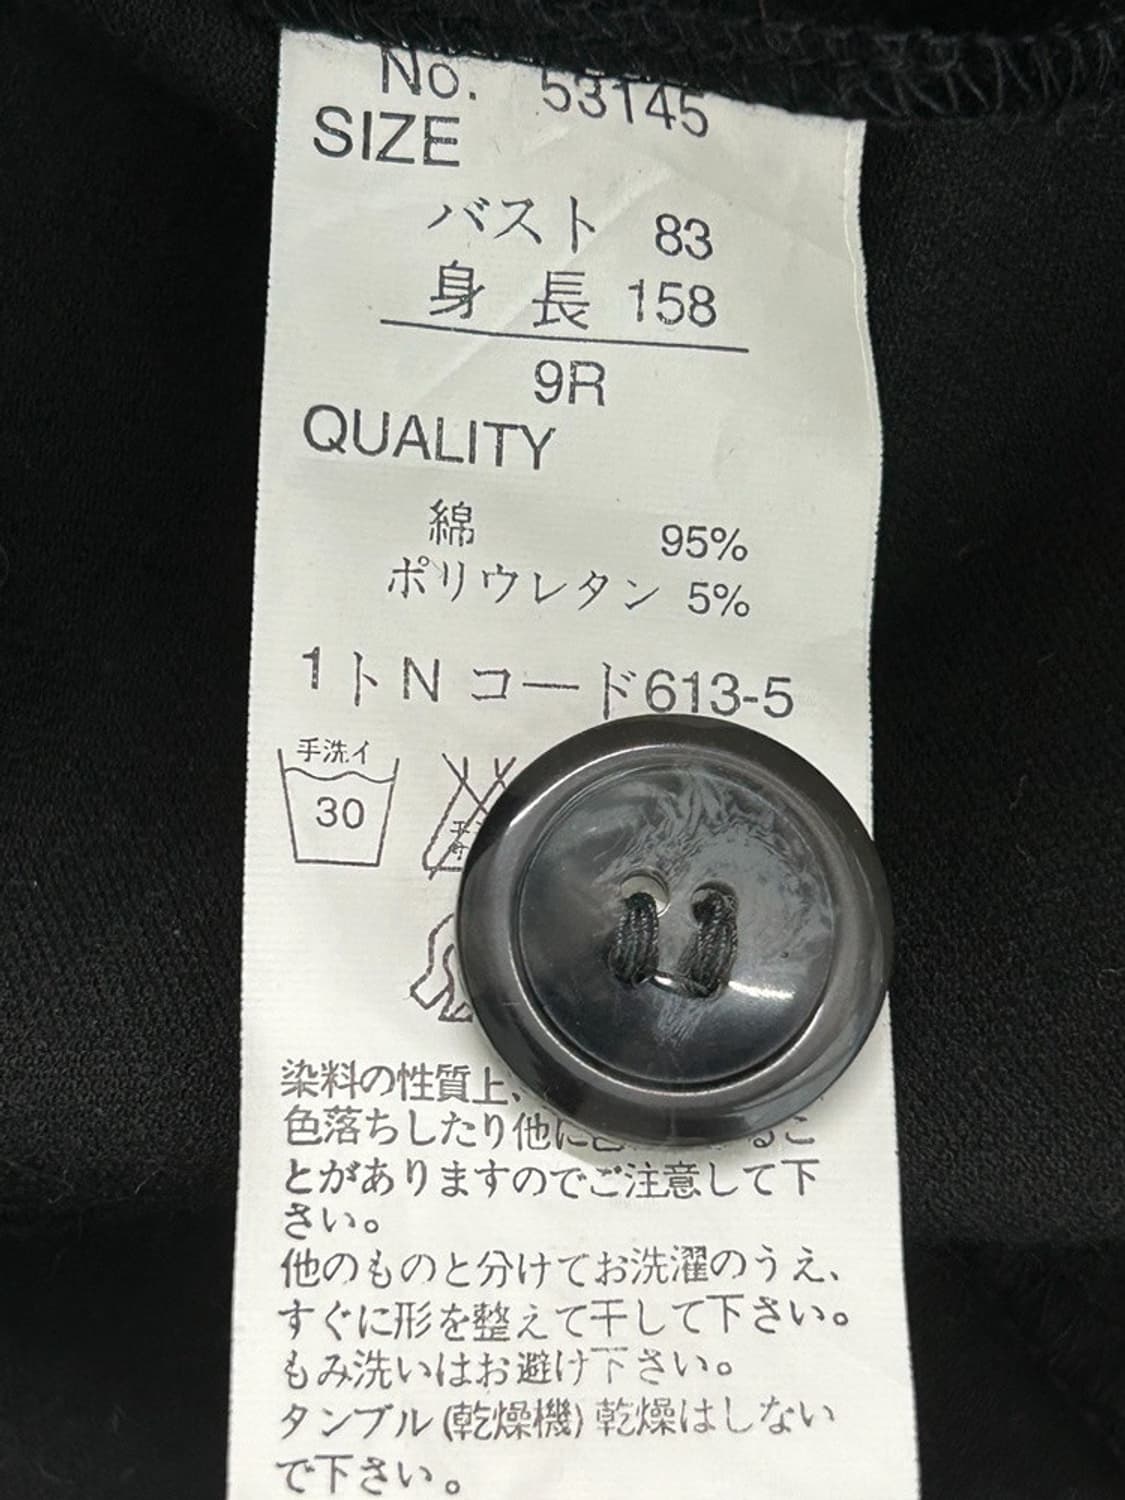 No. 53145
SIZE
バスト 83
身長 158
9R
QUALITY
綿 95%
ポリウレタン 5%
1トN コード613-5
手洗イ
30
染料の性質上、
色落ちしたり他に
とがありますのでご注意して下
さい。
他のものと分けてお洗濯のうえ、
すぐに形を整えて干して下さい。
もみ洗いはお避け下さい。
タンブル(乾燥機)乾燥はしない
で下さい。